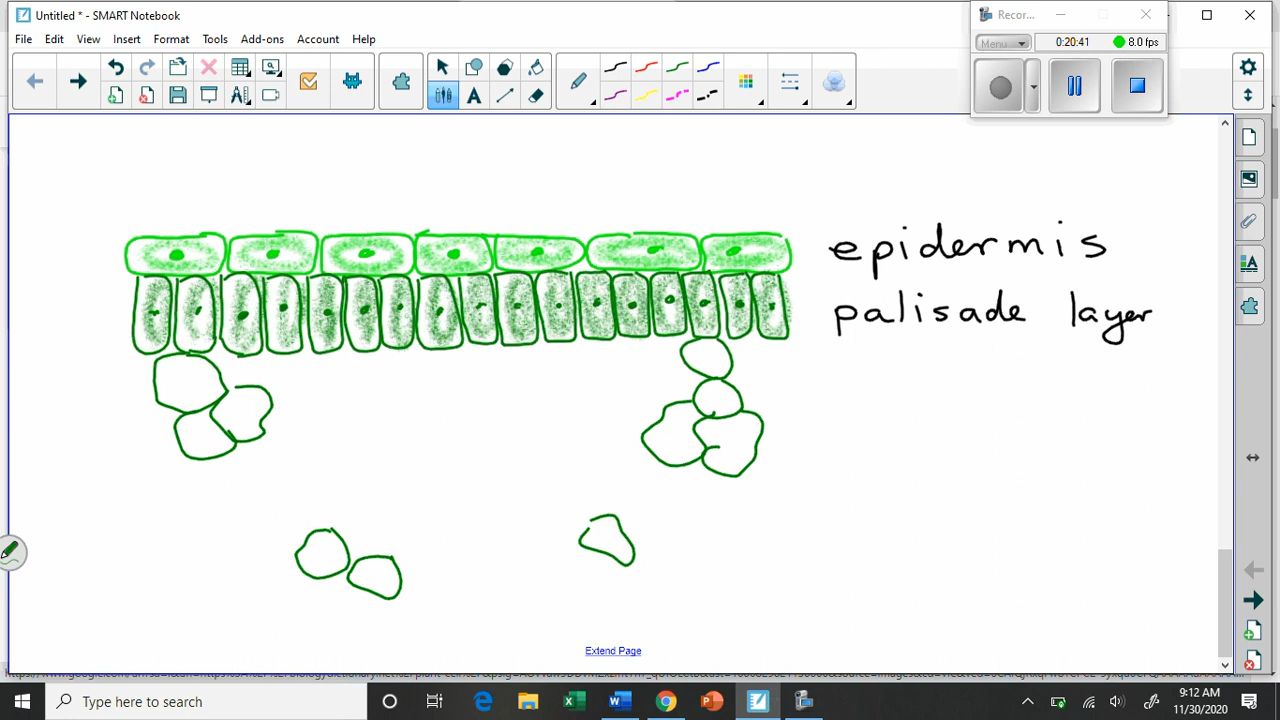 Untitled * - SMART Notebook
Recor...
File Edit View Insert Format Tools Add-ons Account Help
Menu
0:20:41
8.0 fps
epidermis
palisade layer
Extend Page
Type here to search
9:12 AM
11/30/2020